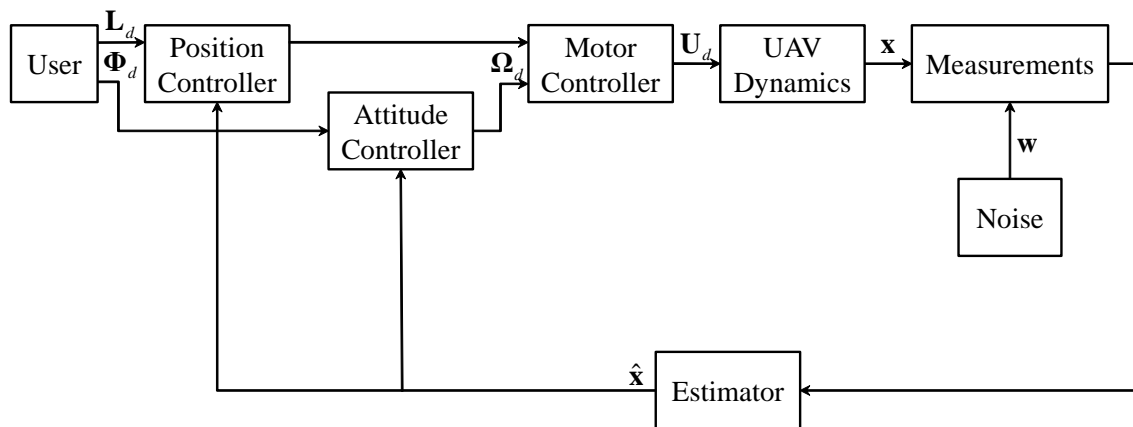 User
L_d
Φ_d
Position
Controller
Attitude
Controller
Ω_d
Motor
Controller
U_d
UAV
Dynamics
x
Measurements
w
Noise
x̂
Estimator